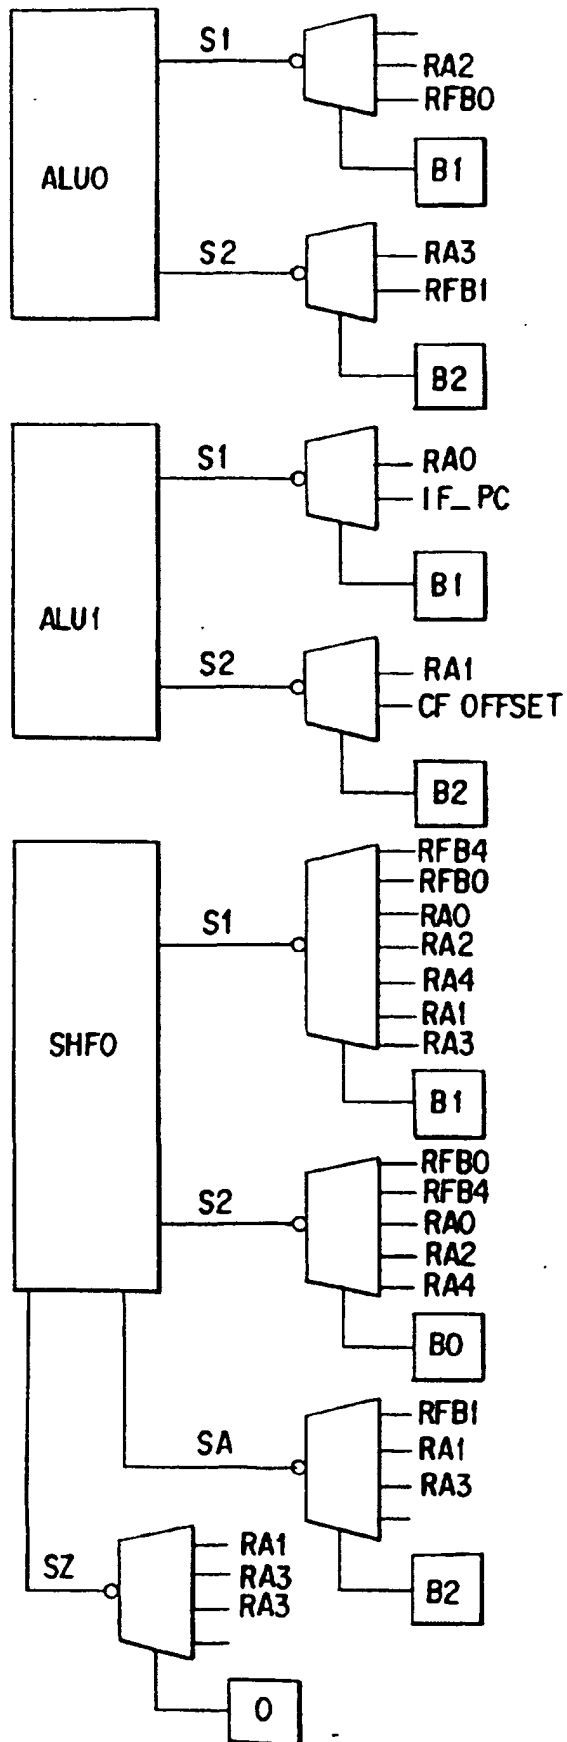 S1
RA2
RFB0
ALU0
B1
S2
RA3
RFB1
B2
S1
RA0
IF_PC
B1
ALU1
S2
RA1
CF OFFSET
B2
RFB4
RFB0
S1
RA0
RA2
RA4
RA1
SHF0
RA3
B1
RFB0
S2
RFB4
RA0
RA2
RA4
B0
RFB1
SA
RA1
RA3
SZ
RA1
RA3
RA3
B2
0